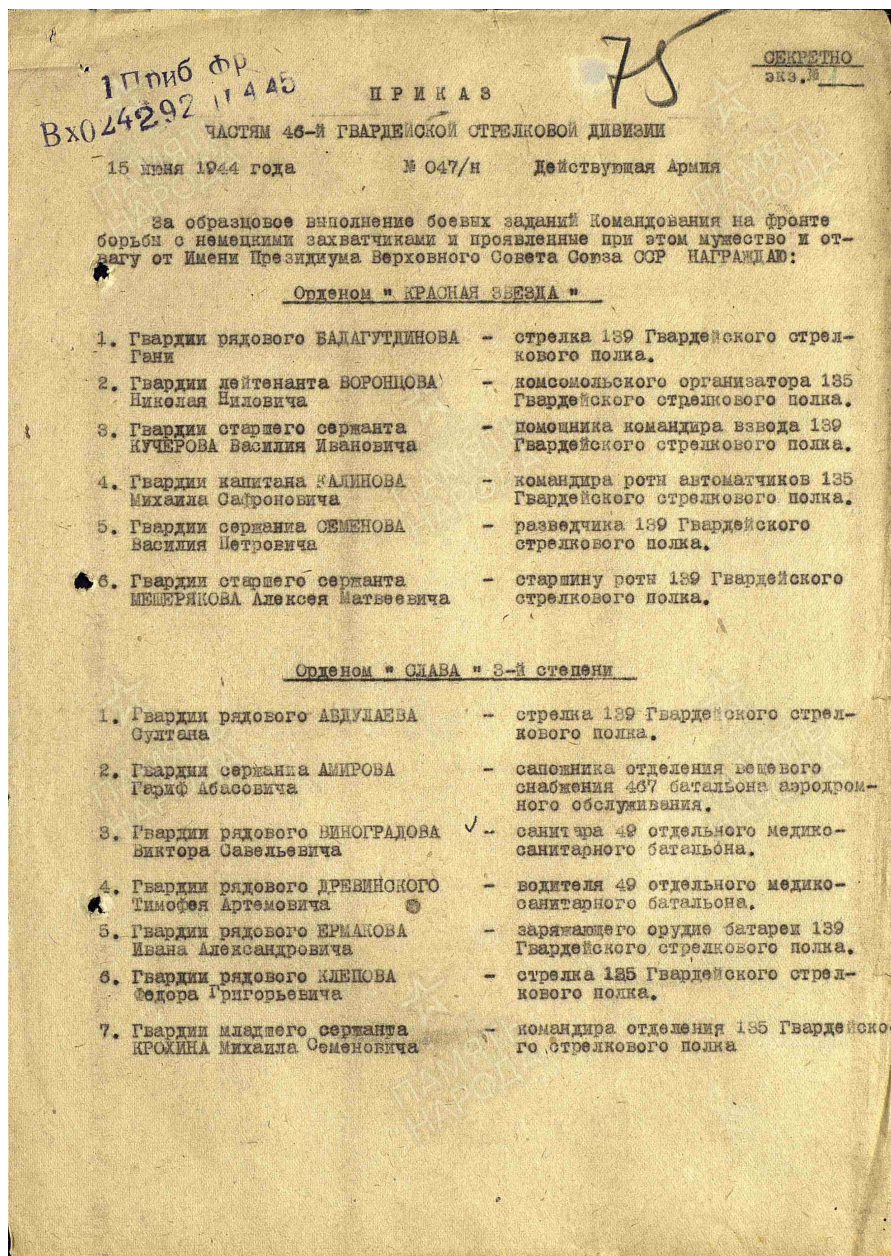 75
СЕКРЕТНО
экз.№
1 Приб Фр
Вх024292 11 4 45
ПРИКАЗ
ЧАСТЯМ 46-Й ГВАРДЕЙСКОЙ СТРЕЛКОВОЙ ДИВИЗИИ
15 июня 1944 года № 047/н Действующая Армия
За образцовое выполнение боевых заданий Командования на фронте
борьбы с немецкими захватчиками и проявленные при этом мужество и от-
вагу от Имени Президиума Верховного Совета Союза ССР НАГРАЖДАЮ:
Орденом " КРАСНАЯ ЗВЕЗДА "
1. Гвардии рядового БАДАГУТДИНОВА - стрелка 139 Гвардейского стрел-
Гани кового полка.
2. Гвардии лейтенанта ВОРОНЦОВА - комсомольского организатора 135
Николая Ниловича Гвардейского стрелкового полка.
3. Гвардии старшего сержанта - помощника командира взвода 139
КУЧЕРОВА Василия Ивановича Гвардейского стрелкового полка.
4. Гвардии капитана КАЛИНОВА - командира роты автоматчиков 135
Михаила Сафроновича Гвардейского стрелкового полка.
5. Гвардии сержанта СЕМЕНОВА - разведчика 139 Гвардейского
Василия Петровича стрелкового полка.
6. Гвардии старшего сержанта - старшину роты 139 Гвардейского
МЕЩЕРЯКОВА Алексея Матвеевича стрелкового полка.
Орденом " СЛАВА " 3-й степени
1. Гвардии рядового АБДУЛАЕВА - стрелка 139 Гвардейского стрел-
Султана кового полка.
2. Гвардии сержанта АМИРОВА - сапожника отделения вещевого
Гариф Абасовича снабжения 467 батальона аэродром-
ного обслуживания.
3. Гвардии рядового ВИНОГРАДОВА ✓ - санитара 49 отдельного медико-
Виктора Савельевича санитарного батальона.
4. Гвардии рядового ДРЕВИНСКОГО - водителя 49 отдельного медико-
Тимофея Артемовича санитарного батальона.
5. Гвардии рядового ЕРМАКОВА - заряжающего орудие батареи 139
Ивана Александровича Гвардейского стрелкового полка.
6. Гвардии рядового КЛЕПОВА - стрелка 135 Гвардейского стрел-
Федора Григорьевича кового полка.
7. Гвардии младшего сержанта - командира отделения 135 Гвардейско
КРОХИНА Михаила Семеновича го стрелкового полка